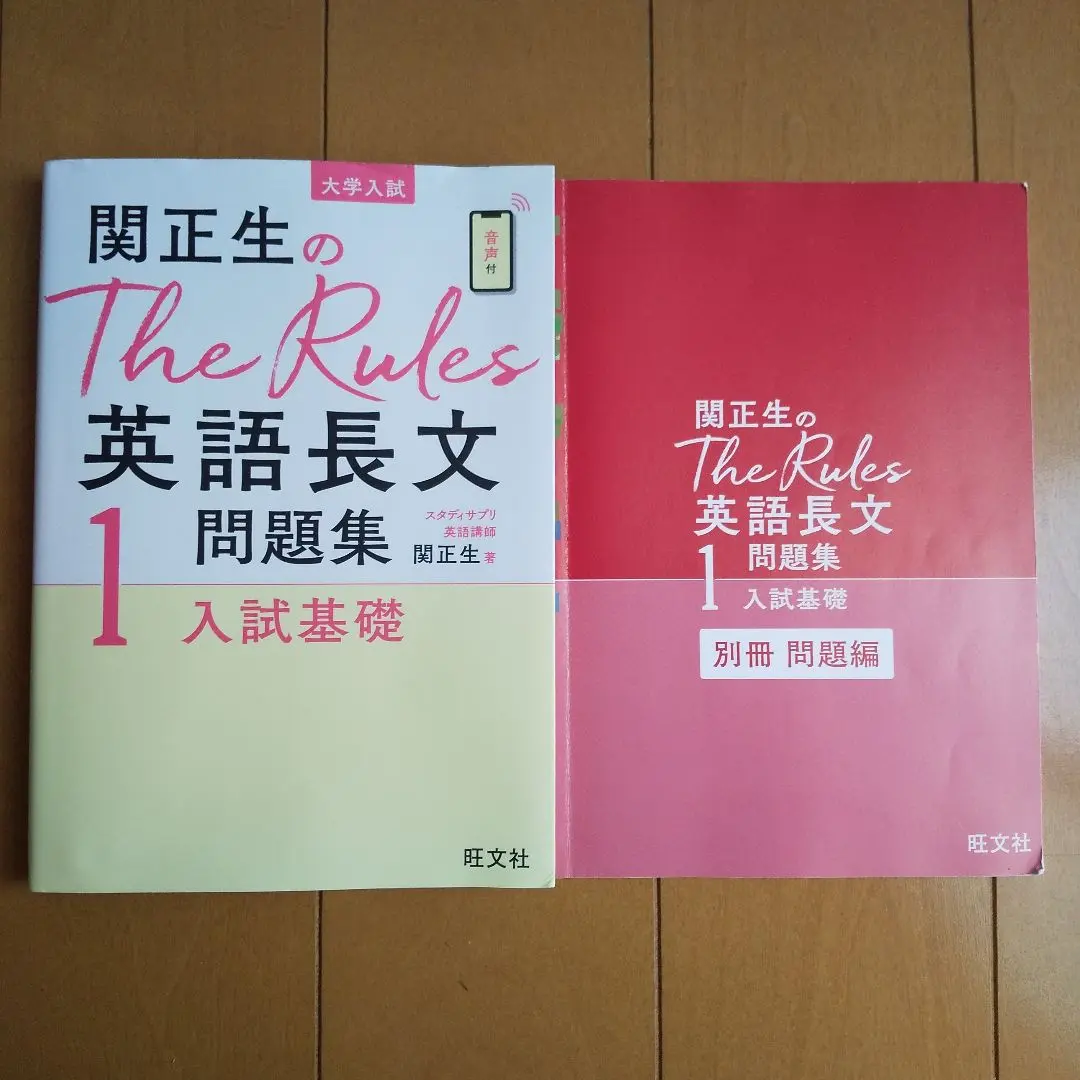 大学入試
関正生の
音声付
The Rules
英語長文
1 問題集
スタディサプリ
英語講師
関正生 著
入試基礎
旺文社
関正生の
The Rules
英語長文
1 問題集
入試基礎
別冊 問題編
旺文社